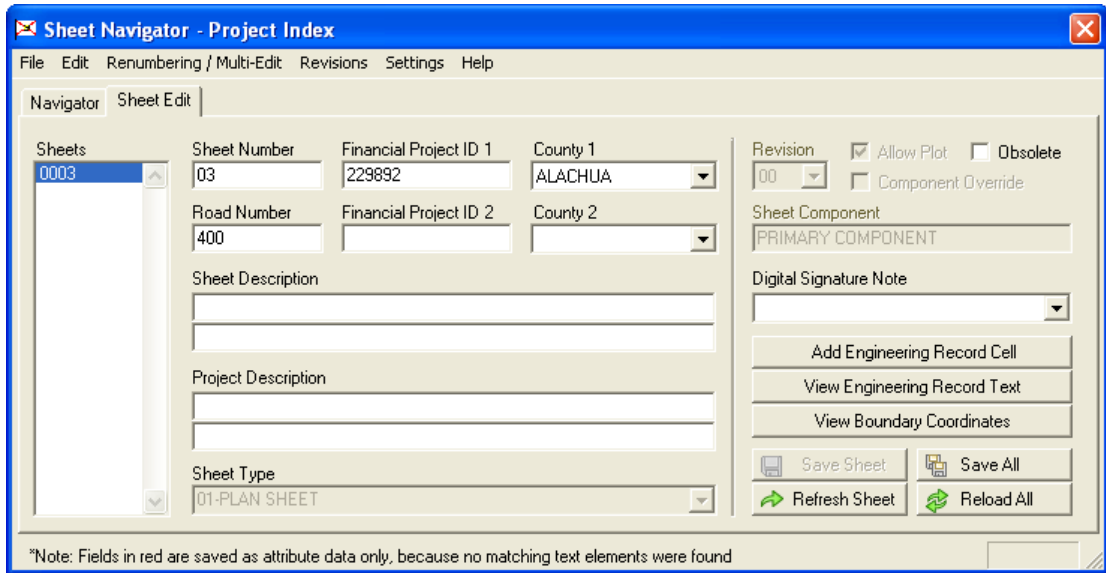 Sheet Navigator - Project Index
File Edit Renumbering / Multi-Edit Revisions Settings Help
Navigator Sheet Edit
Sheets Sheet Number Financial Project ID 1 County 1 Revision Allow Plot Obsolete
0003 03 229892 ALACHUA 00 Component Override
Road Number Financial Project ID 2 County 2 Sheet Component
400 PRIMARY COMPONENT
Sheet Description Digital Signature Note
Add Engineering Record Cell
Project Description View Engineering Record Text
View Boundary Coordinates
Sheet Type Save Sheet Save All
01-PLAN SHEET Refresh Sheet Reload All
*Note: Fields in red are saved as attribute data only, because no matching text elements were found